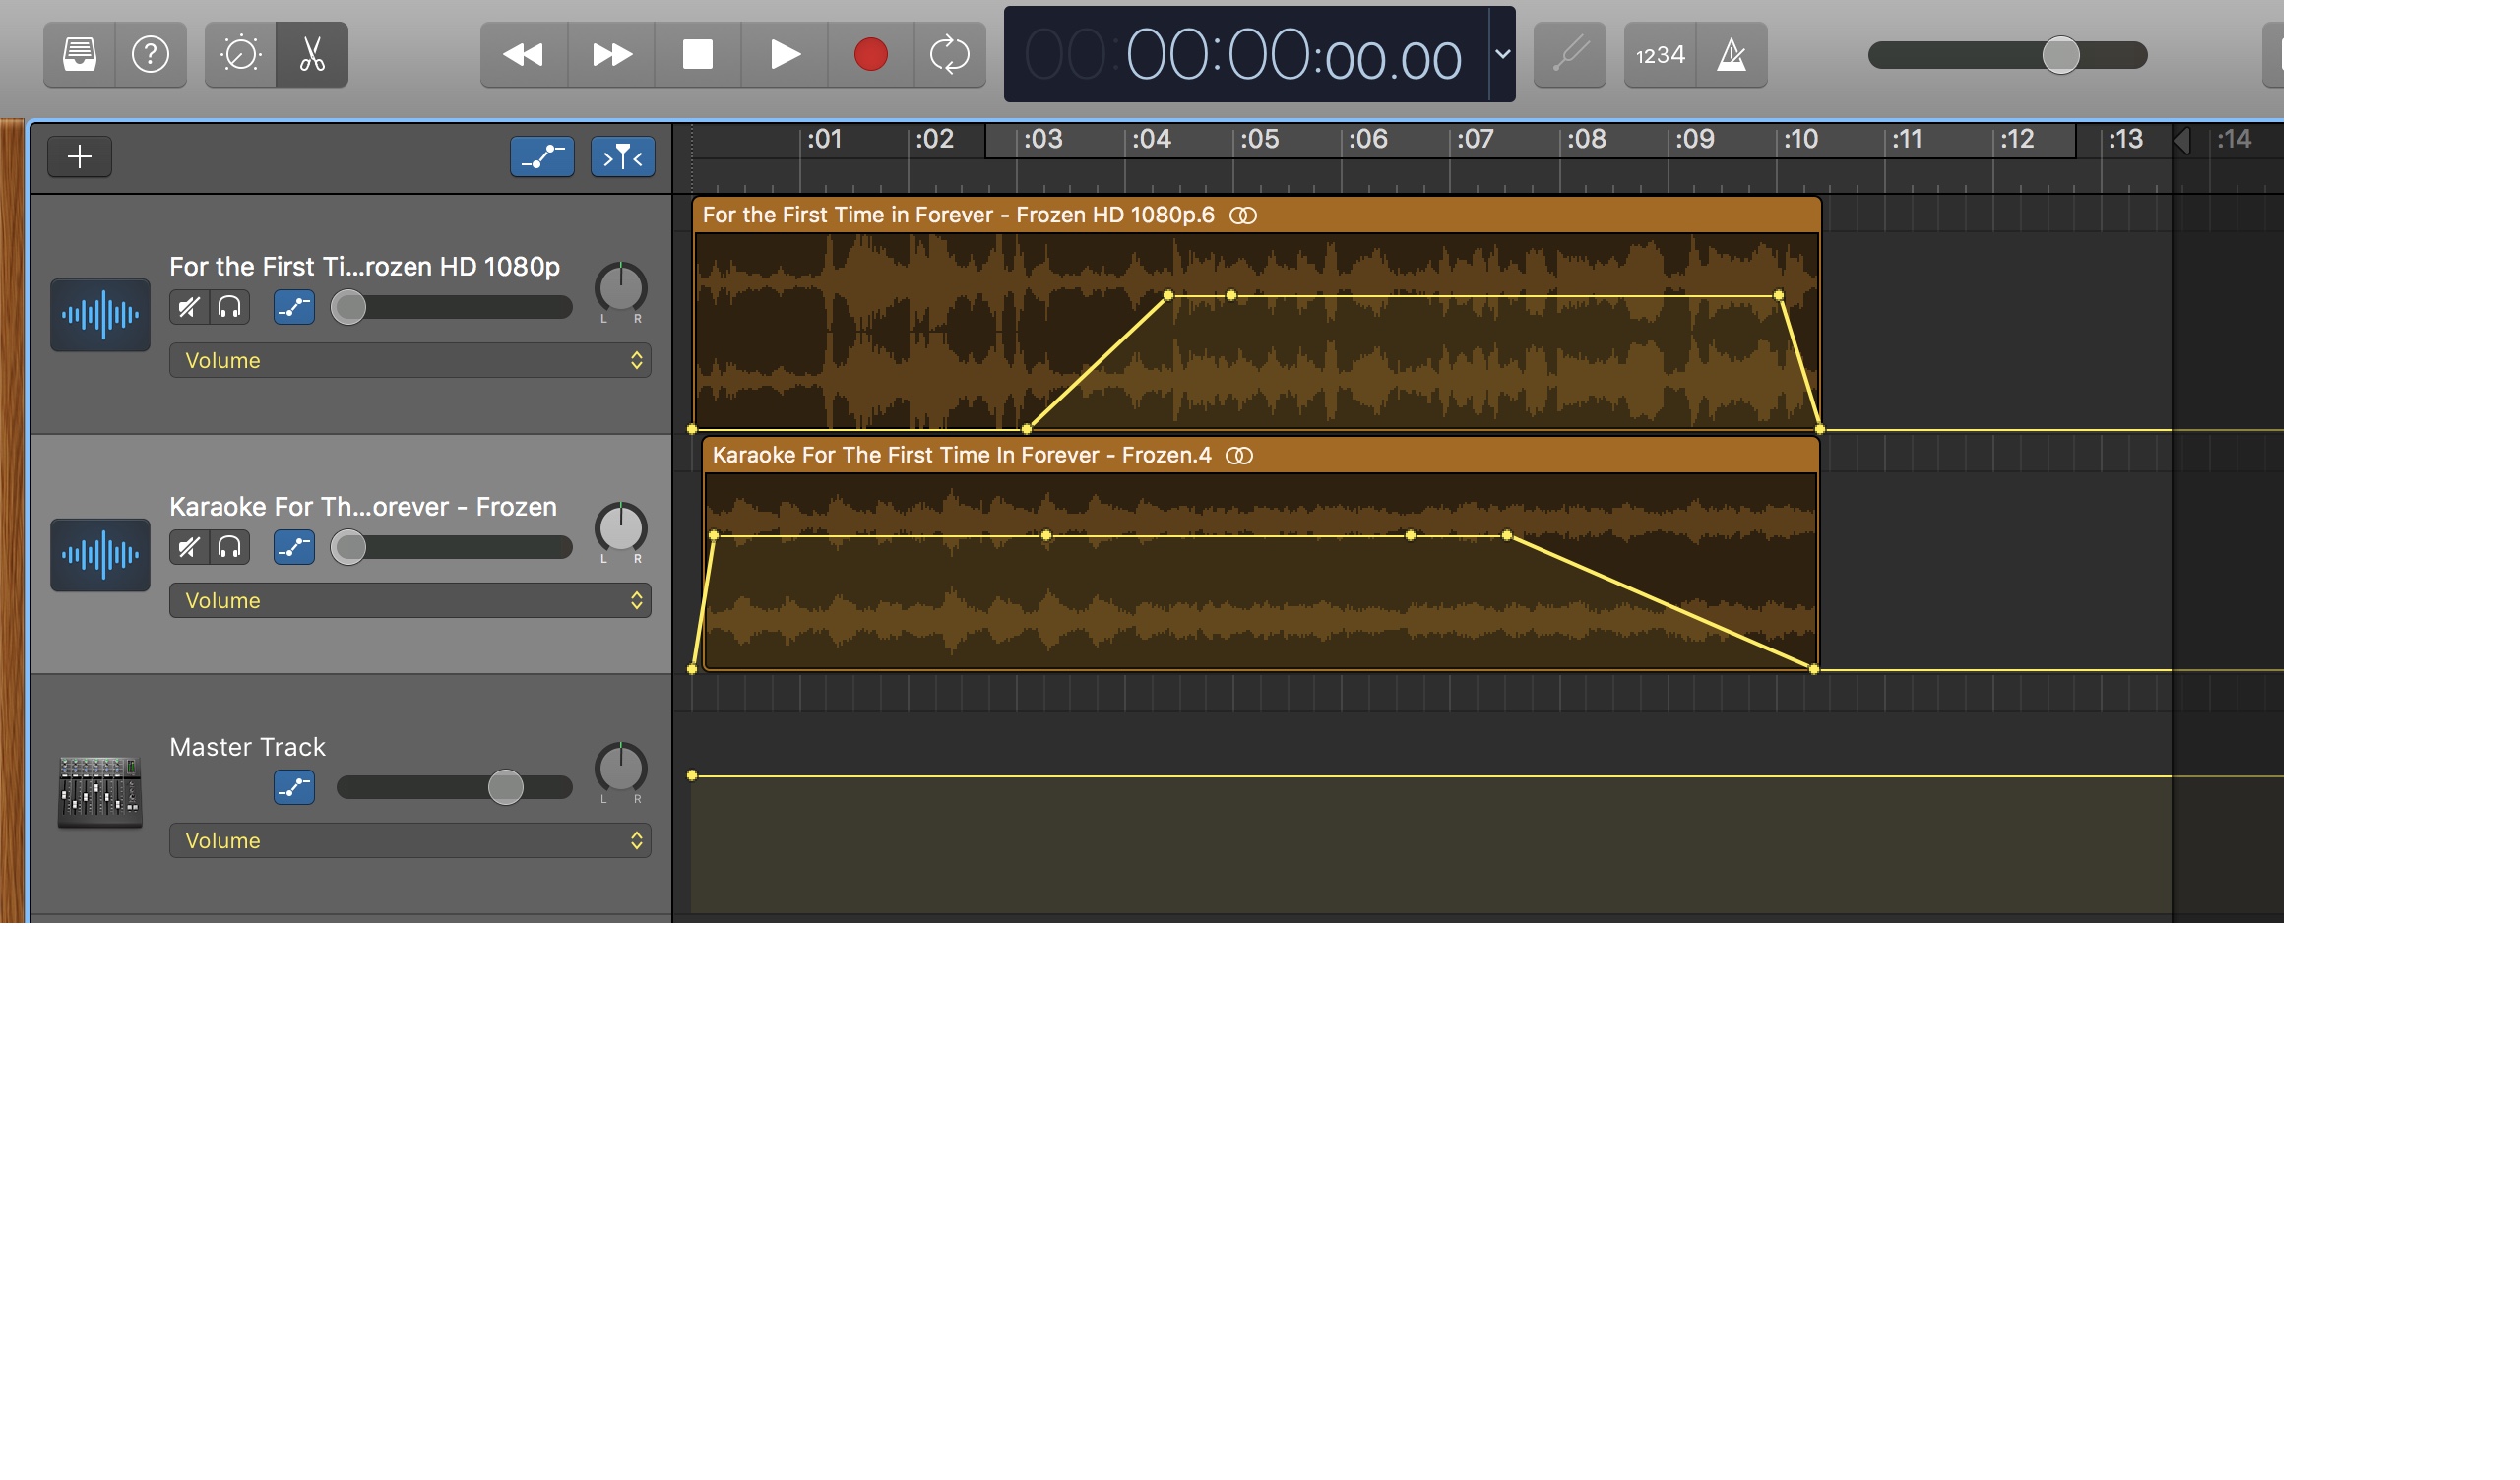 ?
00:00:00:00.00
1234
:01 :02 :03 :04 :05 :06 :07 :08 :09 :10 :11 :12 :13 :14
For the First Time in Forever - Frozen HD 1080p.6
For the First Ti...rozen HD 1080p
L R
Volume
Karaoke For The First Time In Forever - Frozen.4
Karaoke For Th...orever - Frozen
L R
Volume
Master Track
L R
Volume